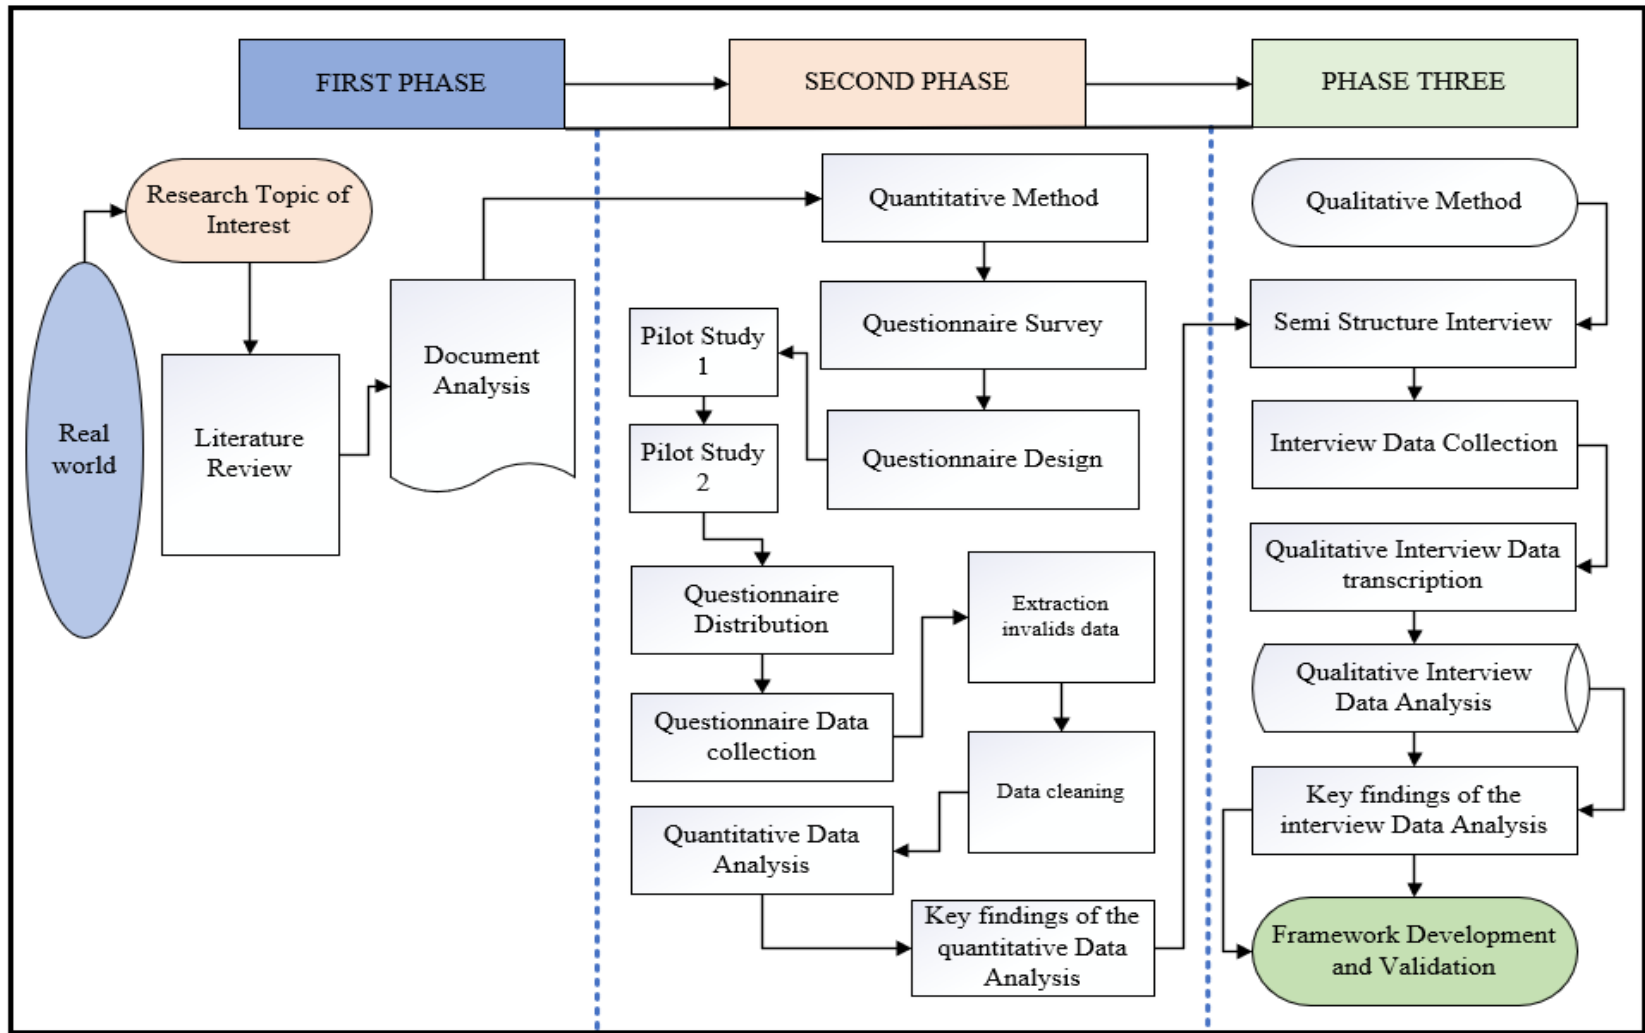 FIRST PHASE
SECOND PHASE
PHASE THREE
Research Topic of
Interest
Real
world
Literature
Review
Document
Analysis
Quantitative Method
Questionnaire Survey
Questionnaire Design
Pilot Study
1
Pilot Study
2
Questionnaire
Distribution
Questionnaire Data
collection
Extraction
invalids data
Data cleaning
Quantitative Data
Analysis
Key findings of the
quantitative Data
Analysis
Qualitative Method
Semi Structure Interview
Interview Data Collection
Qualitative Interview Data
transcription
Qualitative Interview
Data Analysis
Key findings of the
interview Data Analysis
Framework Development
and Validation